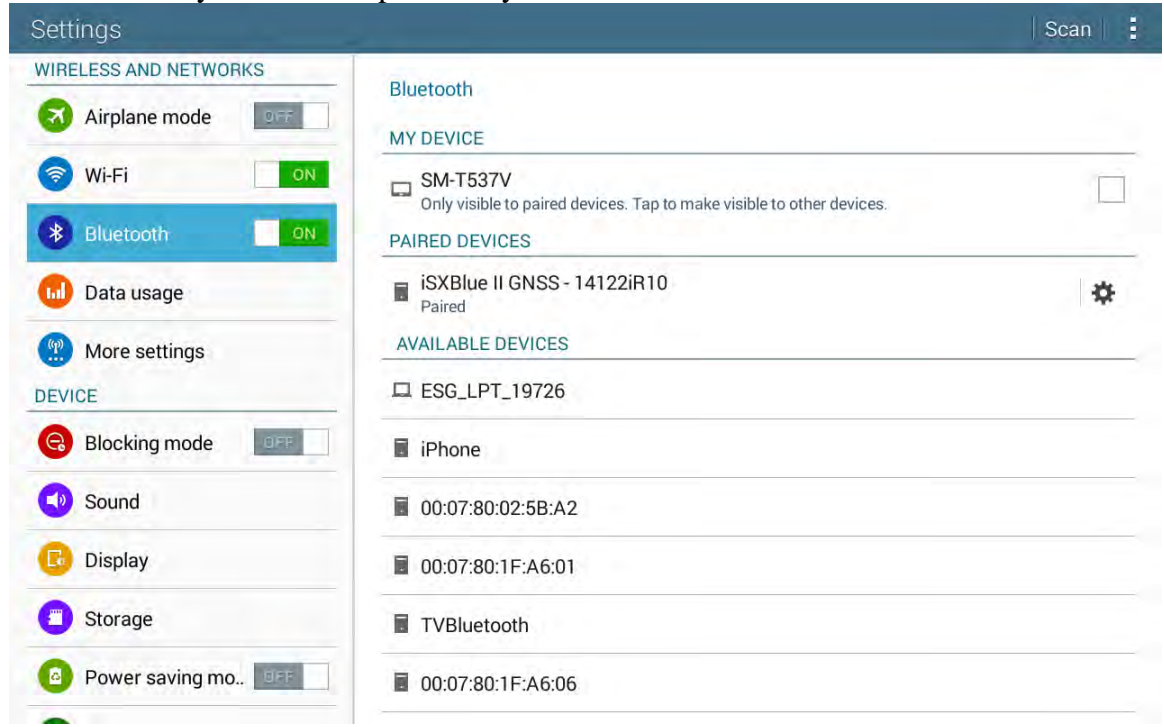 Settings
Scan
WIRELESS AND NETWORKS
Airplane mode
OFF
Wi-Fi
ON
Bluetooth
ON
Data usage
More settings
DEVICE
Blocking mode
OFF
Sound
Display
Storage
Power saving mo..
OFF
Bluetooth
MY DEVICE
SM-T537V
Only visible to paired devices. Tap to make visible to other devices.
PAIRED DEVICES
iSXBlue II GNSS - 14122iR10
Paired
AVAILABLE DEVICES
ESG_LPT_19726
iPhone
00:07:80:02:5B:A2
00:07:80:1F:A6:01
TVBluetooth
00:07:80:1F:A6:06